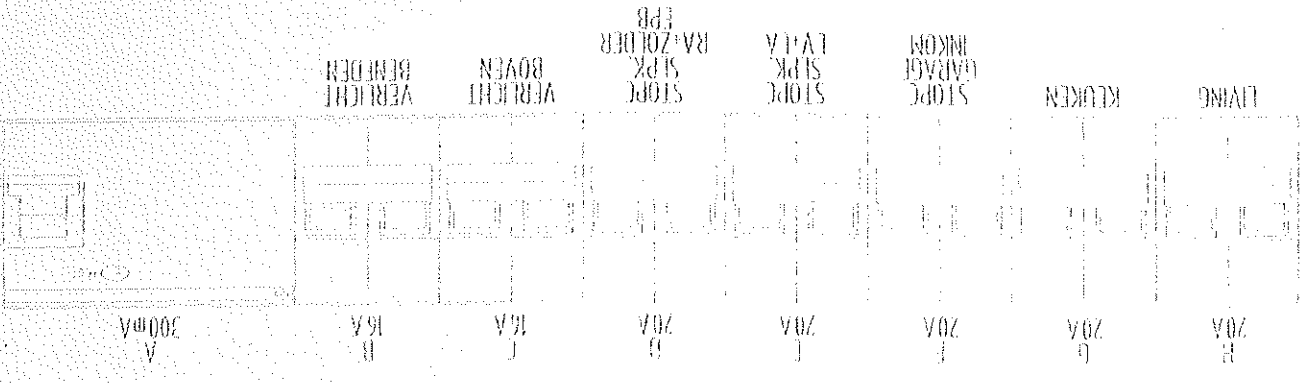 H G F E D C B A
20A 20A 20A 20A 20A 16A 16A 300mA
LIVING
KEUKEN
STOPC
GARAGE
INKOM
STOPC
SLPK.
LV+LA
STOPC
SLPK.
RA+ZOLDER
EPB
VERLICHT
BOVEN
VERLICHT
BENEDEN